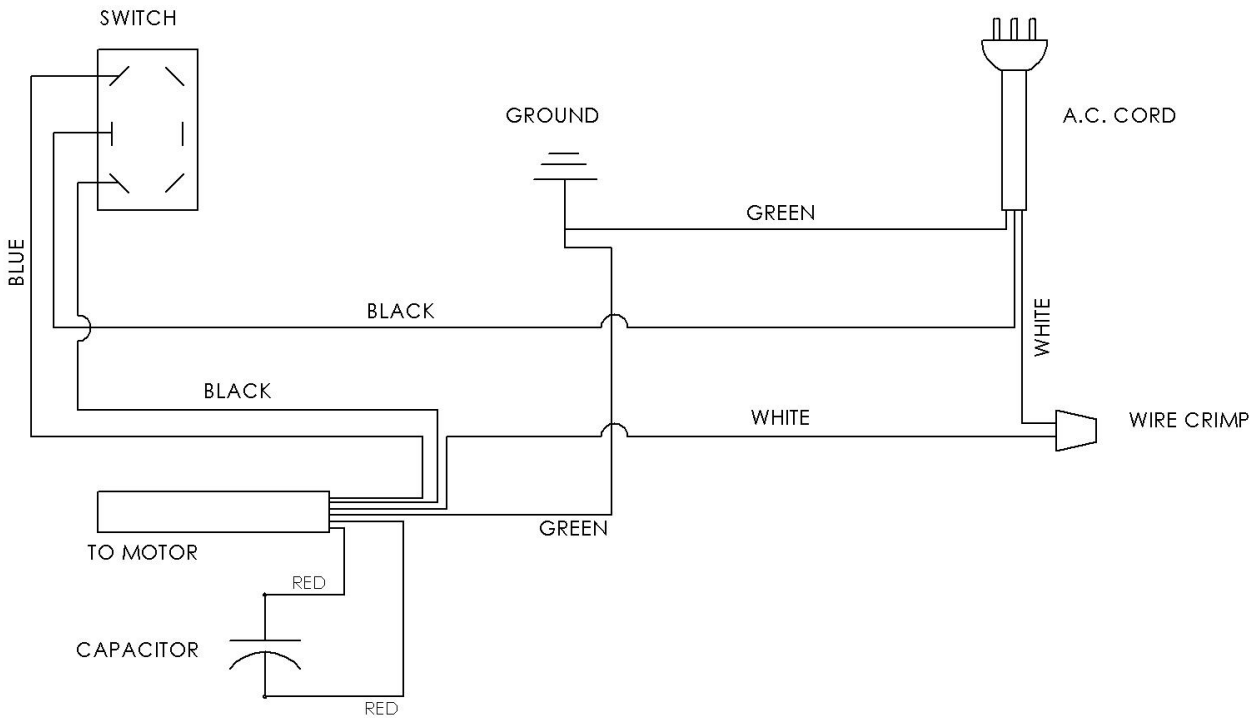 SWITCH
GROUND
A.C. CORD
GREEN
BLUE
BLACK
WHITE
BLACK
WHITE
WIRE CRIMP
GREEN
TO MOTOR
RED
CAPACITOR
RED